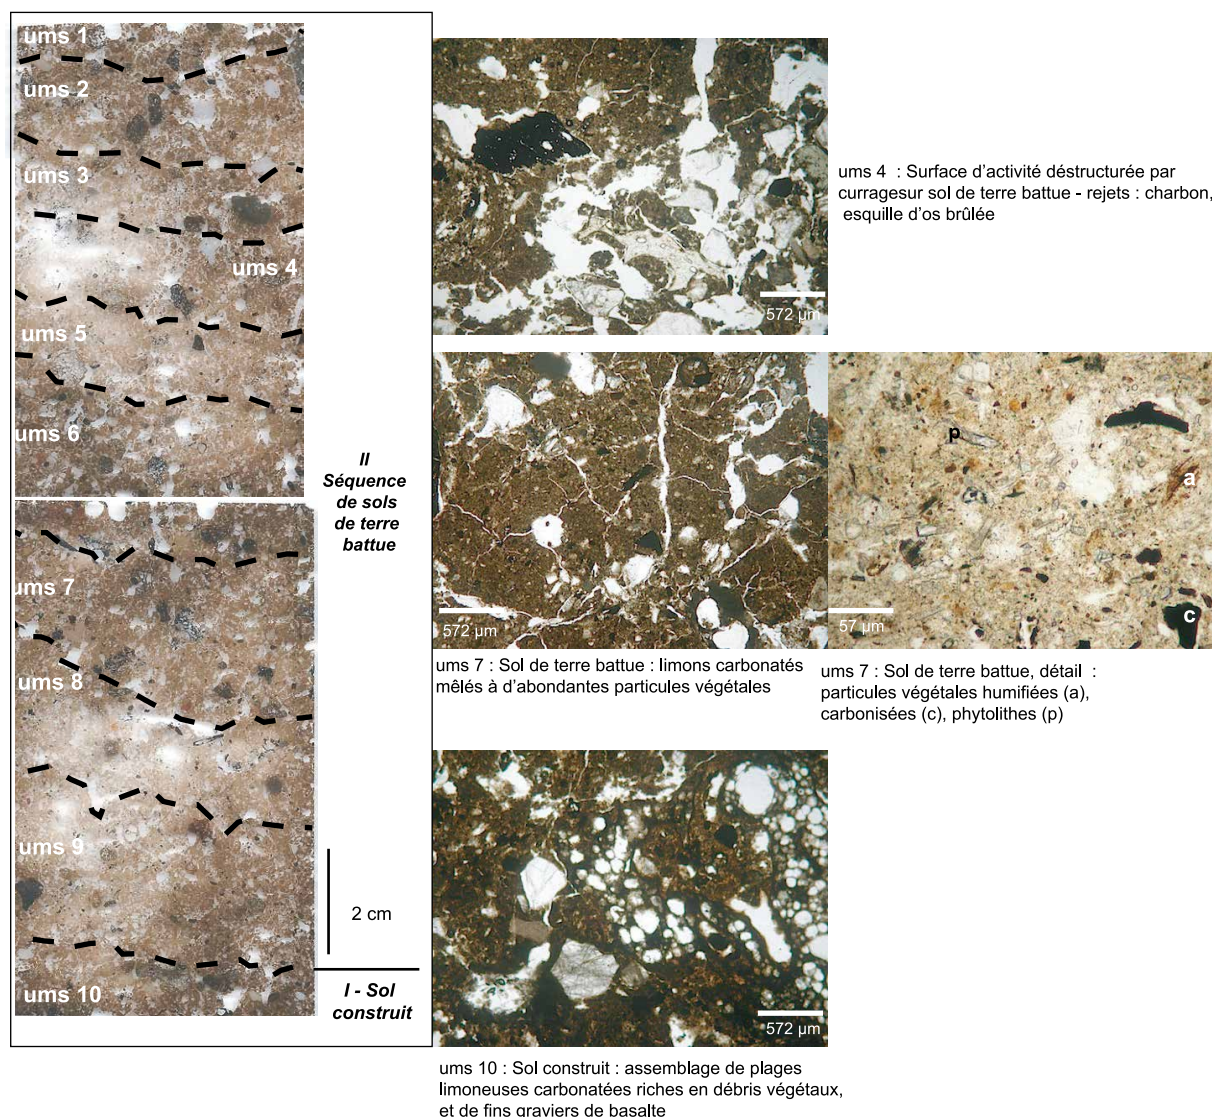 ums 1
ums 2
ums 3
ums 4
ums 5
ums 6
II
Séquence
de sols
de terre
battue
ums 7
ums 8
ums 9
2 cm
ums 10
I - Sol
construit
572 µm
ums 4 : Surface d'activité déstructurée par
curragesur sol de terre battue - rejets : charbon,
esquille d'os brûlée
572 µm
ums 7 : Sol de terre battue : limons carbonatés
mêlés à d'abondantes particules végétales
p
a
c
57 µm
ums 7 : Sol de terre battue, détail :
particules végétales humifiées (a),
carbonisées (c), phytolithes (p)
572 µm
ums 10 : Sol construit : assemblage de plages
limoneuses carbonatées riches en débris végétaux,
et de fins graviers de basalte